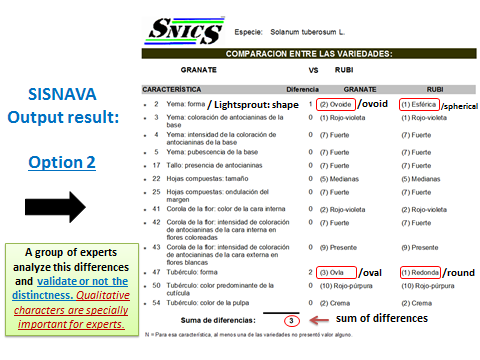 SNICS
Especie: Solanum tuberosum L.
COMPARACION ENTRE LAS VARIEDADES:
GRANATE VS RUBI
CARACTERÍSTICA Diferencia GRANATE RUBI
2 Yema: forma / Lightsprout: shape 1 (2) Ovoide /ovoid (1) Esférica /spherical
3 Yema: coloración de antocianinas de la 0 (1) Rojo-violeta (1) Rojo-violeta
base
4 Yema: intensidad de la coloración de 0 (7) Fuerte (7) Fuerte
antocianinas de la base
5 Yema: pubescencia de la base 0 (7) Fuerte (7) Fuerte
17 Tallo: presencia de antocianinas 0 (7) Fuerte (7) Fuerte
22 Hojas compuestas: tamaño 0 (5) Medianas (5) Medianas
25 Hojas compuestas: ondulación del 0 (7) Fuerte (7) Fuerte
margen
41 Corola de la flor: color de la cara interna 0 (2) Rojo-violeta (2) Rojo-violeta
42 Corola de la flor: intensidad de coloración 0 (7) Fuerte (7) Fuerte
de antocianinas de la cara interna en
flores coloreadas
43 Corola de la flor: intensidad de coloración 0 (9) Presente (9) Presente
de antocianinas de la cara externa en
flores blancas
47 Tubérculo: forma 2 (3) Ovla /oval (1) Redonda /round
50 Tubérculo: color predominante de la 0 (10) Rojo-púrpura (10) Rojo-púrpura
cutícula
54 Tubérculo: color de la pulpa 0 (2) Crema (2) Crema
Suma de diferencias: 3 sum of differences
N = Para esa característica, al menos una de las variedades no presentó valor alguno.
SISNAVA
Output result:
Option 2
A group of experts
analyze this differences
and validate or not the
distinctness. Qualitative
characters are specially
important for experts.